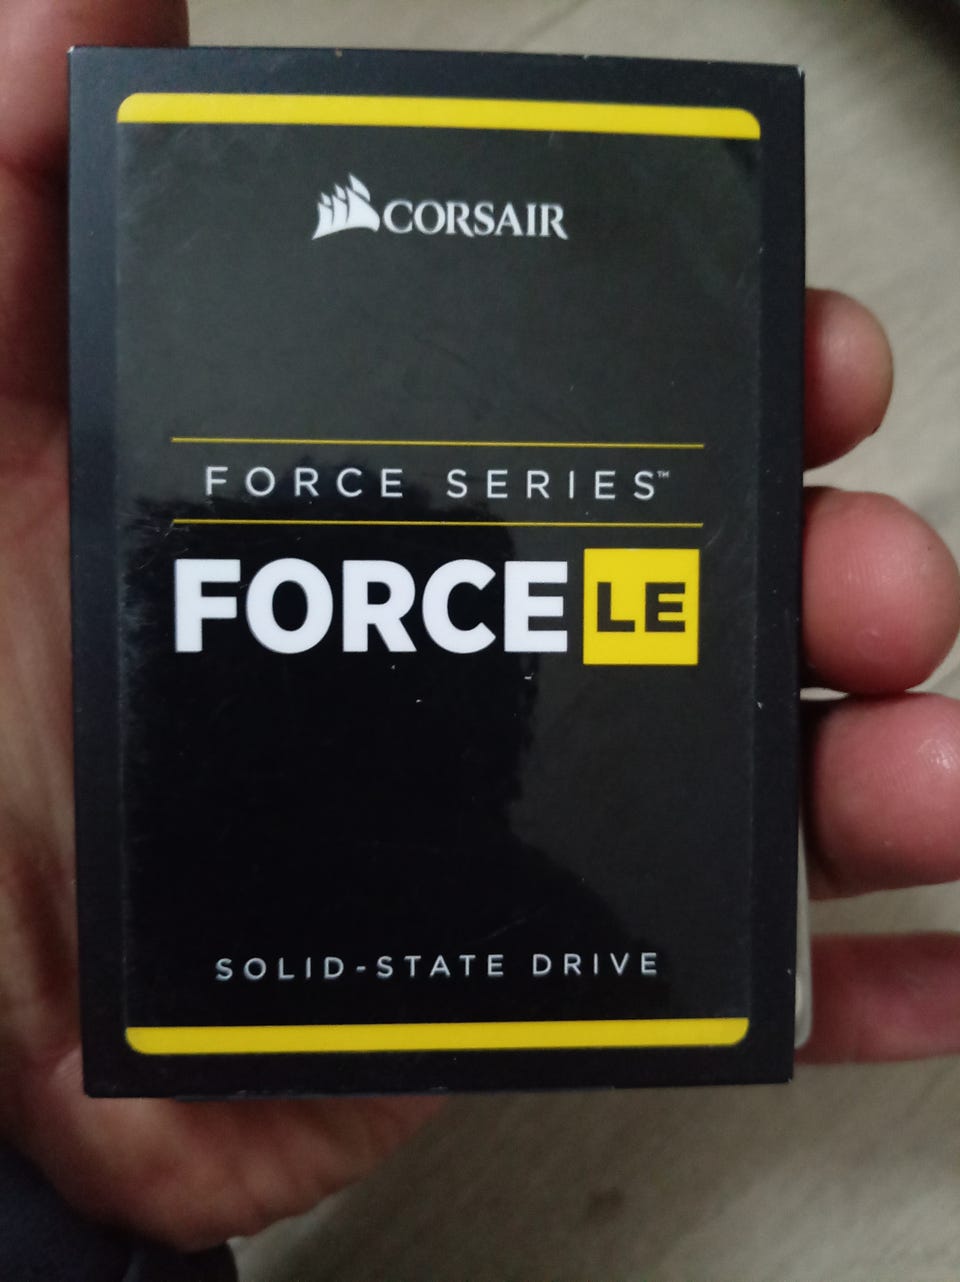 CORSAIR
FORCE SERIES™
FORCE LE
SOLID-STATE DRIVE